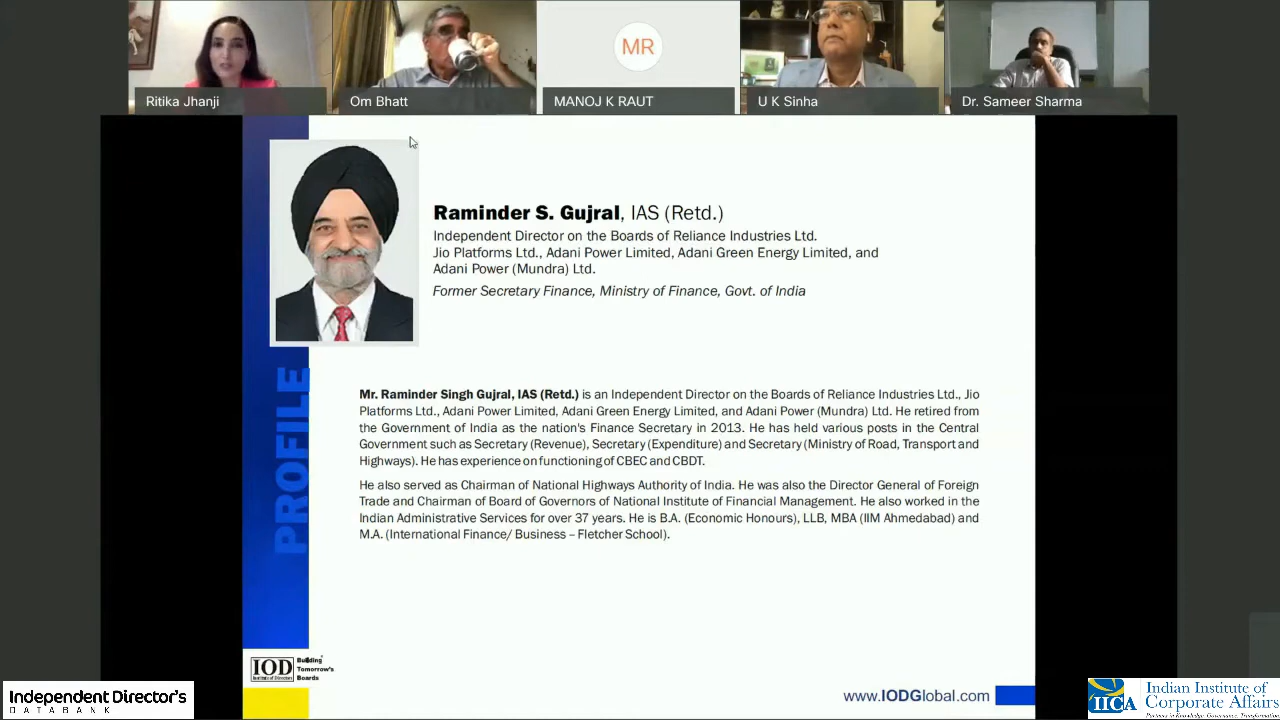 Ritika Jhanji
Om Bhatt
MR
MANOJ K RAUT
U K Sinha
Dr. Sameer Sharma
Raminder S. Gujral, IAS (Retd.)
Independent Director on the Boards of Reliance Industries Ltd.
Jio Platforms Ltd., Adani Power Limited, Adani Green Energy Limited, and
Adani Power (Mundra) Ltd.
Former Secretary Finance, Ministry of Finance, Govt. of India
PROFILE
Mr. Raminder Singh Gujral, IAS (Retd.) is an Independent Director on the Boards of Reliance Industries Ltd., Jio
Platforms Ltd., Adani Power Limited, Adani Green Energy Limited, and Adani Power (Mundra) Ltd. He retired from
the Government of India as the nation's Finance Secretary in 2013. He has held various posts in the Central
Government such as Secretary (Revenue), Secretary (Expenditure) and Secretary (Ministry of Road, Transport and
Highways). He has experience on functioning of CBEC and CBDT.
He also served as Chairman of National Highways Authority of India. He was also the Director General of Foreign
Trade and Chairman of Board of Governors of National Institute of Financial Management. He also worked in the
Indian Administrative Services for over 37 years. He is B.A. (Economic Honours), LLB, MBA (IIM Ahmedabad) and
M.A. (International Finance/ Business – Fletcher School).
IOD
Institute of Directors
Building
Tomorrow's
Boards
www.IODGlobal.com
Independent Director's
DATABANK
IICA
Indian Institute of
Corporate Affairs
Partners in Knowledge. Governance. Transformation.